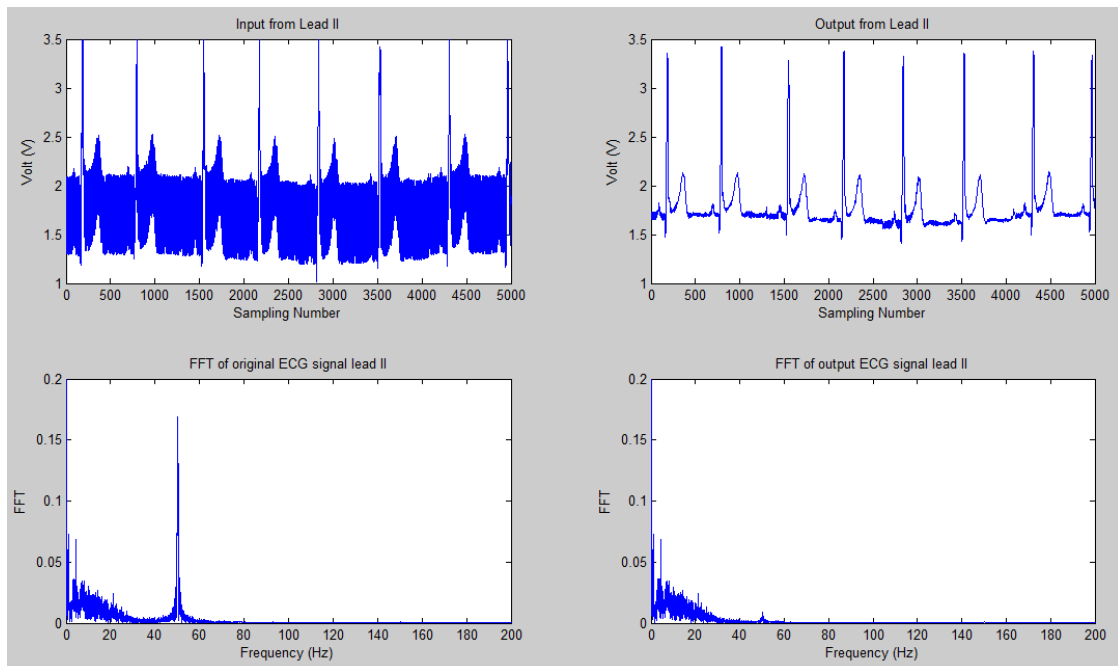 Input from Lead II
3.5
3
2.5
2
1.5
1
Volt (V)
0 500 1000 1500 2000 2500 3000 3500 4000 4500 5000
Sampling Number
Output from Lead II
3.5
3
2.5
2
1.5
1
Volt (V)
0 500 1000 1500 2000 2500 3000 3500 4000 4500 5000
Sampling Number
FFT of original ECG signal lead II
0.2
0.15
0.1
0.05
0
FFT
0 20 40 60 80 100 120 140 160 180 200
Frequency (Hz)
FFT of output ECG signal lead II
0.2
0.15
0.1
0.05
0
FFT
0 20 40 60 80 100 120 140 160 180 200
Frequency (Hz)